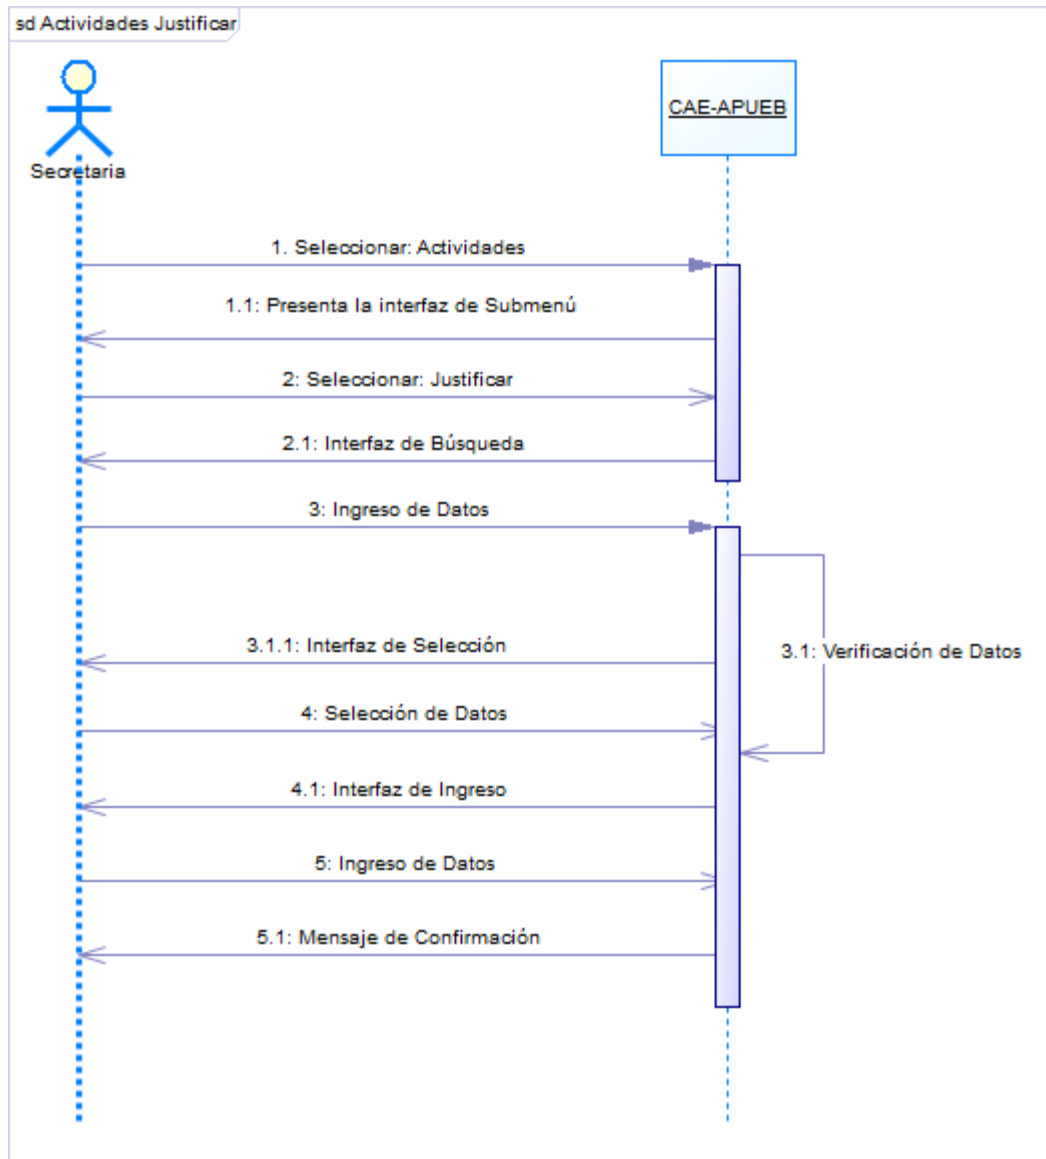 sd Actividades Justificar
CAE-APUEB
Secretaria
1. Seleccionar: Actividades
1.1: Presenta la interfaz de Submenú
2: Seleccionar: Justificar
2.1: Interfaz de Búsqueda
3: Ingreso de Datos
3.1.1: Interfaz de Selección
3.1: Verificación de Datos
4: Selección de Datos
4.1: Interfaz de Ingreso
5: Ingreso de Datos
5.1: Mensaje de Confirmación